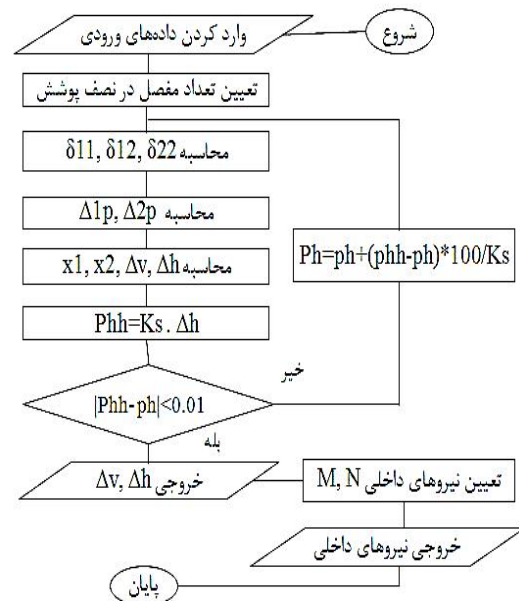 شروع
وارد کردن داده‌های ورودی
تعیین تعداد مفصل در نصف پوشش
محاسبه δ11, δ12, δ22
محاسبه Δ1p, Δ2p
محاسبه x1, x2, Δv, Δh
Phh=Ks . Δh
|Phh-ph|<0.01
خیر
Ph=ph+(phh-ph)*100/Ks
بله
خروجی Δv, Δh
تعیین نیروهای داخلی M, N
خروجی نیروهای داخلی
پایان